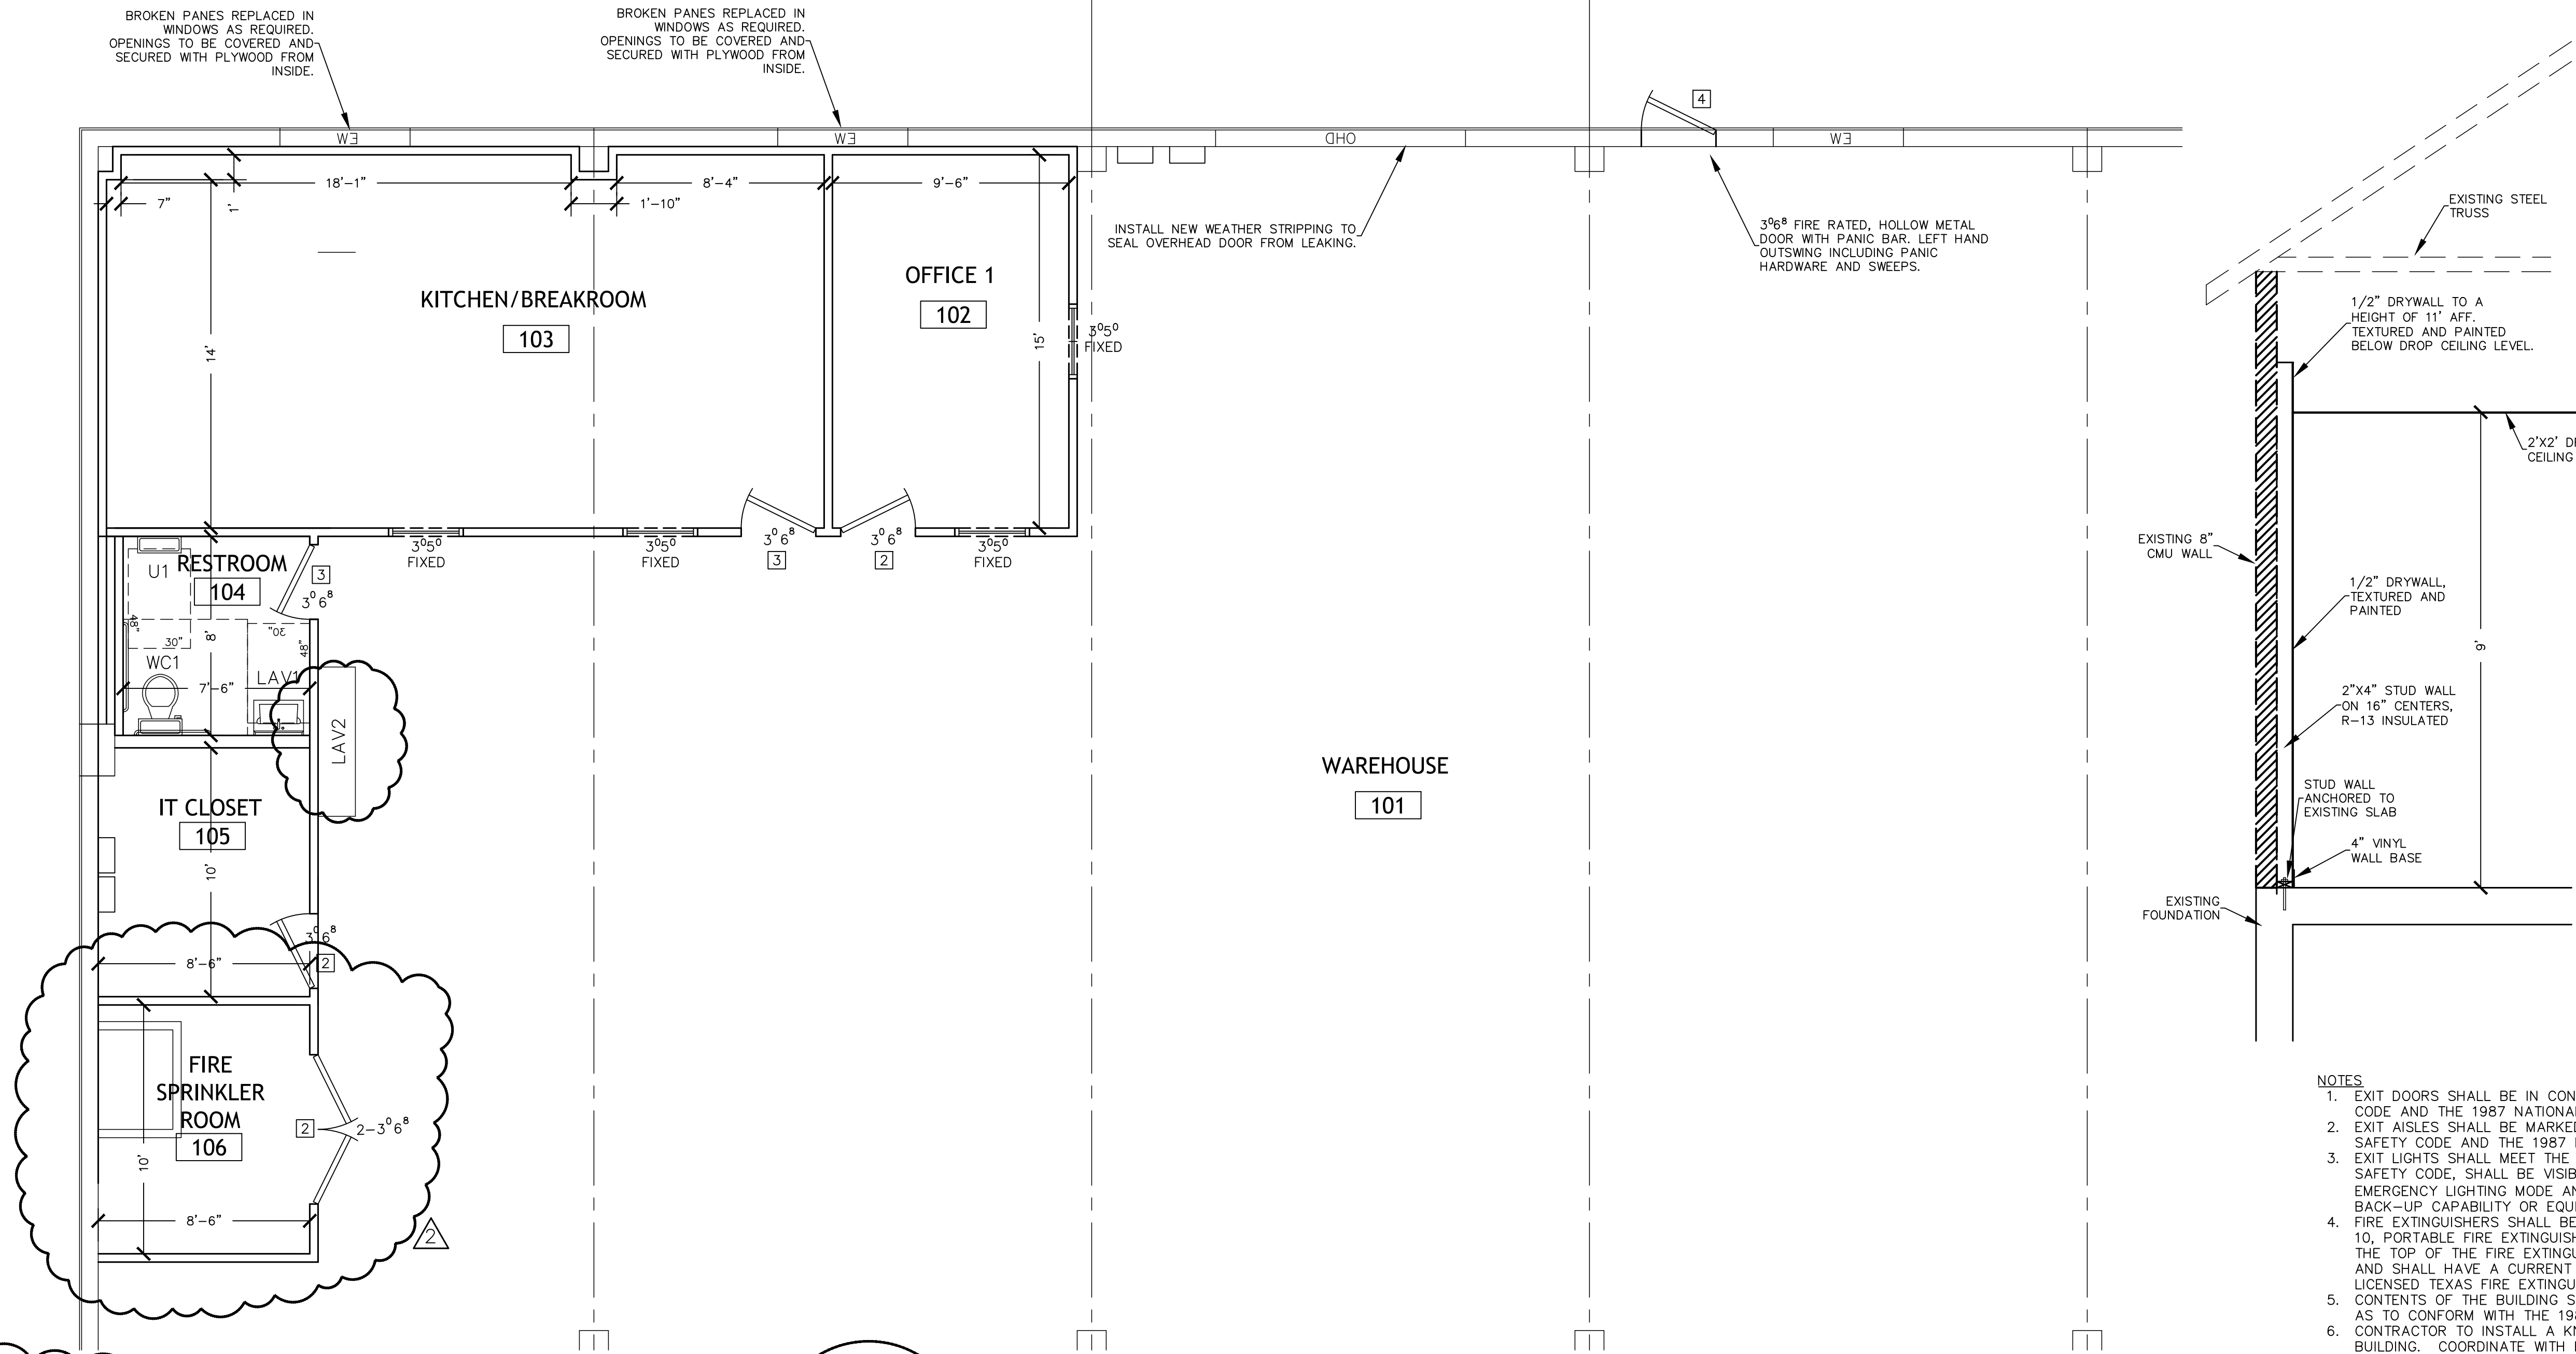 BROKEN PANES REPLACED IN
WINDOWS AS REQUIRED.
OPENINGS TO BE COVERED AND
SECURED WITH PLYWOOD FROM
INSIDE.
BROKEN PANES REPLACED IN
WINDOWS AS REQUIRED.
OPENINGS TO BE COVERED AND
SECURED WITH PLYWOOD FROM
INSIDE.
4
EW
EW
OHD
EW
18'-1"
8'-4"
9'-6"
7"
1'
1'-10"
INSTALL NEW WEATHER STRIPPING TO
SEAL OVERHEAD DOOR FROM LEAKING.
3⁰6⁸ FIRE RATED, HOLLOW METAL
DOOR WITH PANIC BAR. LEFT HAND
OUTSWING INCLUDING PANIC
HARDWARE AND SWEEPS.
KITCHEN/BREAKROOM
103
OFFICE 1
102
14'
15'
3⁰5⁰
FIXED
3⁰5⁰
FIXED
3⁰5⁰
FIXED
3⁰6⁸
3
3⁰6⁸
2
3⁰5⁰
FIXED
RESTROOM
104
U1
3
3⁰6⁸
48"
30"
8'
30"
48"
WC1
7'-6"
LAV1
LAV2
IT CLOSET
105
10'
3⁰6⁸
2
8'-6"
FIRE
SPRINKLER
ROOM
106
2
2-3⁰6⁸
10'
8'-6"
2
WAREHOUSE
101
EXISTING STEEL
TRUSS
1/2" DRYWALL TO A
HEIGHT OF 11' AFF.
TEXTURED AND PAINTED
BELOW DROP CEILING LEVEL.
2'X2' D
CEILING
EXISTING 8"
CMU WALL
1/2" DRYWALL,
TEXTURED AND
PAINTED
9'
2"X4" STUD WALL
ON 16" CENTERS,
R-13 INSULATED
STUD WALL
ANCHORED TO
EXISTING SLAB
4" VINYL
WALL BASE
EXISTING
FOUNDATION
NOTES
1. EXIT DOORS SHALL BE IN CON
CODE AND THE 1987 NATIONA
2. EXIT AISLES SHALL BE MARKE
SAFETY CODE AND THE 1987
3. EXIT LIGHTS SHALL MEET THE
SAFETY CODE, SHALL BE VISIB
EMERGENCY LIGHTING MODE AN
BACK-UP CAPABILITY OR EQU
4. FIRE EXTINGUISHERS SHALL BE
10, PORTABLE FIRE EXTINGUISH
THE TOP OF THE FIRE EXTINGU
AND SHALL HAVE A CURRENT
LICENSED TEXAS FIRE EXTINGU
5. CONTENTS OF THE BUILDING S
AS TO CONFORM WITH THE 19
6. CONTRACTOR TO INSTALL A KN
BUILDING. COORDINATE WITH